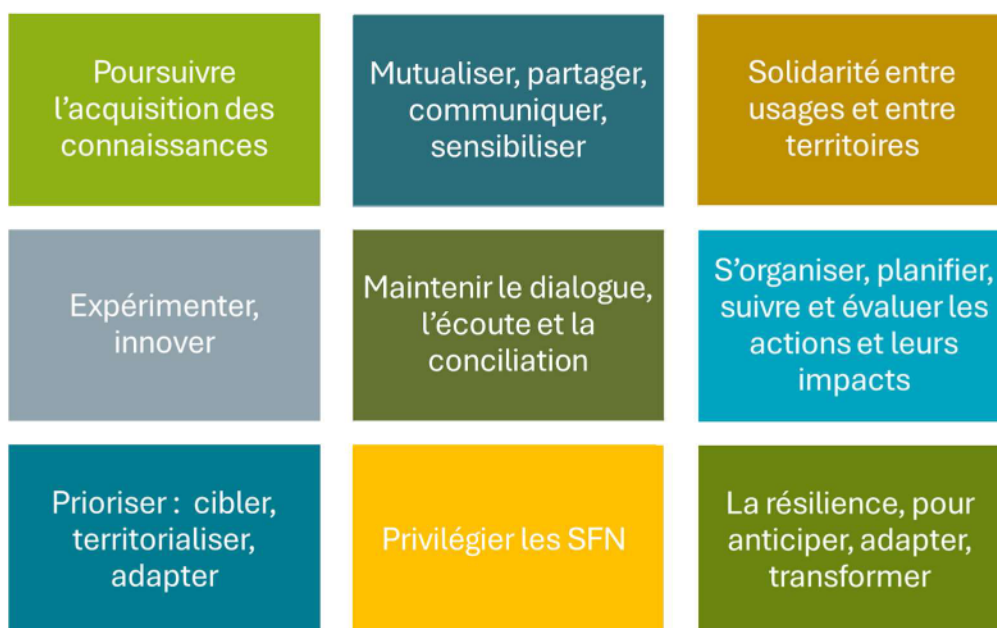 Poursuivre
l’acquisition des
connaissances
Mutualiser, partager,
communiquer,
sensibiliser
Solidarité entre
usages et entre
territoires
Expérimenter,
innover
Maintenir le dialogue,
l’écoute et la
conciliation
S’organiser, planifier,
suivre et évaluer les
actions et leurs
impacts
Prioriser : cibler,
territorialiser,
adapter
Privilégier les SFN
La résilience, pour
anticiper, adapter,
transformer